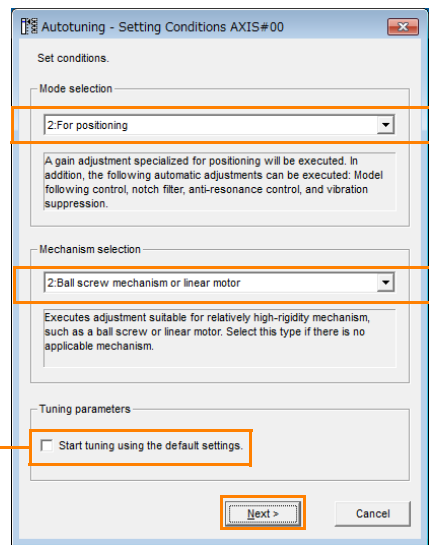 Autotuning - Setting Conditions AXIS#00
Set conditions.
Mode selection
2:For positioning
A gain adjustment specialized for positioning will be executed. In
addition, the following automatic adjustments can be executed: Model
following control, notch filter, anti-resonance control, and vibration
suppression.
Mechanism selection
2:Ball screw mechanism or linear motor
Executes adjustment suitable for relatively high-rigidity mechanism,
such as a ball screw or linear motor. Select this type if there is no
applicable mechanism.
Tuning parameters
Start tuning using the default settings.
Next > Cancel